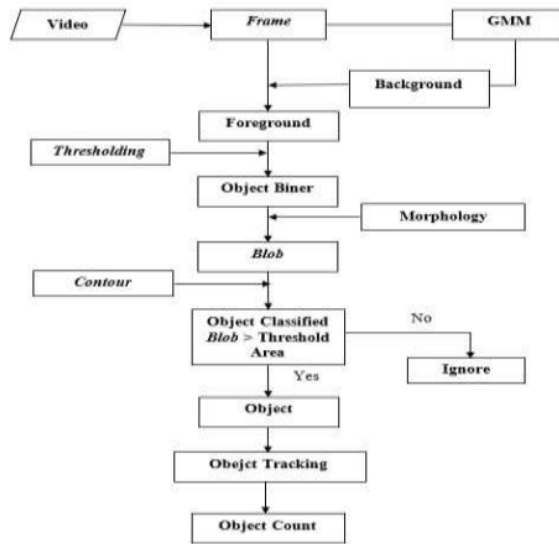 Video
Frame
GMM
Background
Foreground
Thresholding
Object Biner
Morphology
Blob
Contour
Object Classified
Blob > Threshold
Area
No
Ignore
Yes
Object
Obejct Tracking
Object Count